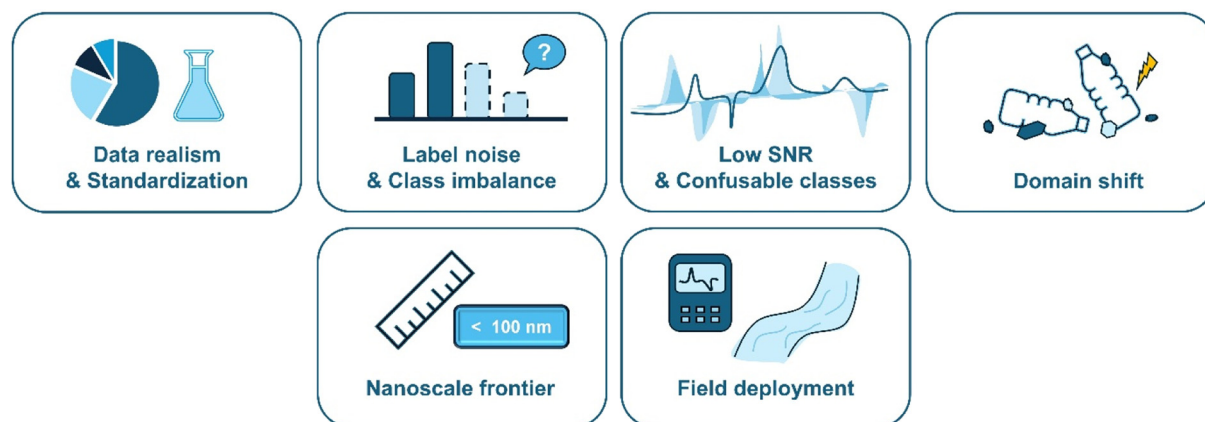 ?
Data realism
& Standardization
Label noise
& Class imbalance
Low SNR
& Confusable classes
Domain shift
< 100 nm
Nanoscale frontier
Field deployment